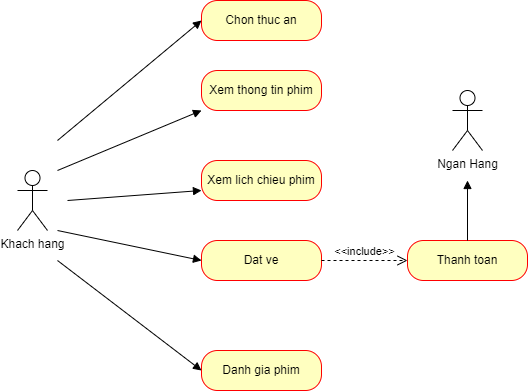 Chon thuc an
Xem thong tin phim
Ngan Hang
Xem lich chieu phim
Khach hang
Dat ve
<<include>>
Thanh toan
Danh gia phim